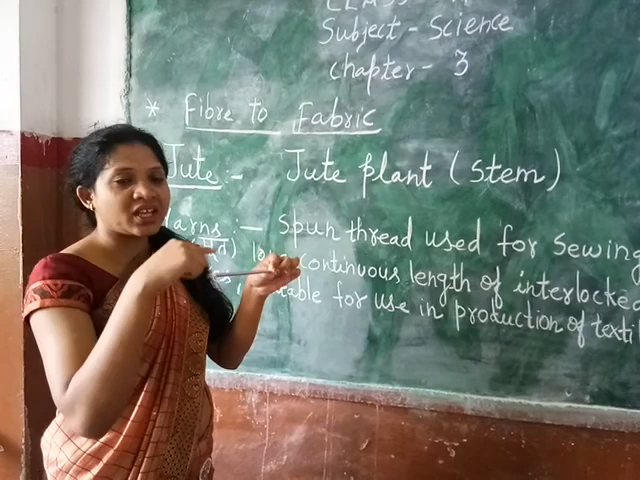 Subject - Science
Chapter - 3
* Fibre to Fabric
Jute :- Jute plant (stem)
Yarns :- Spun thread used for sewing
continuous length of interlocked
for use in production of